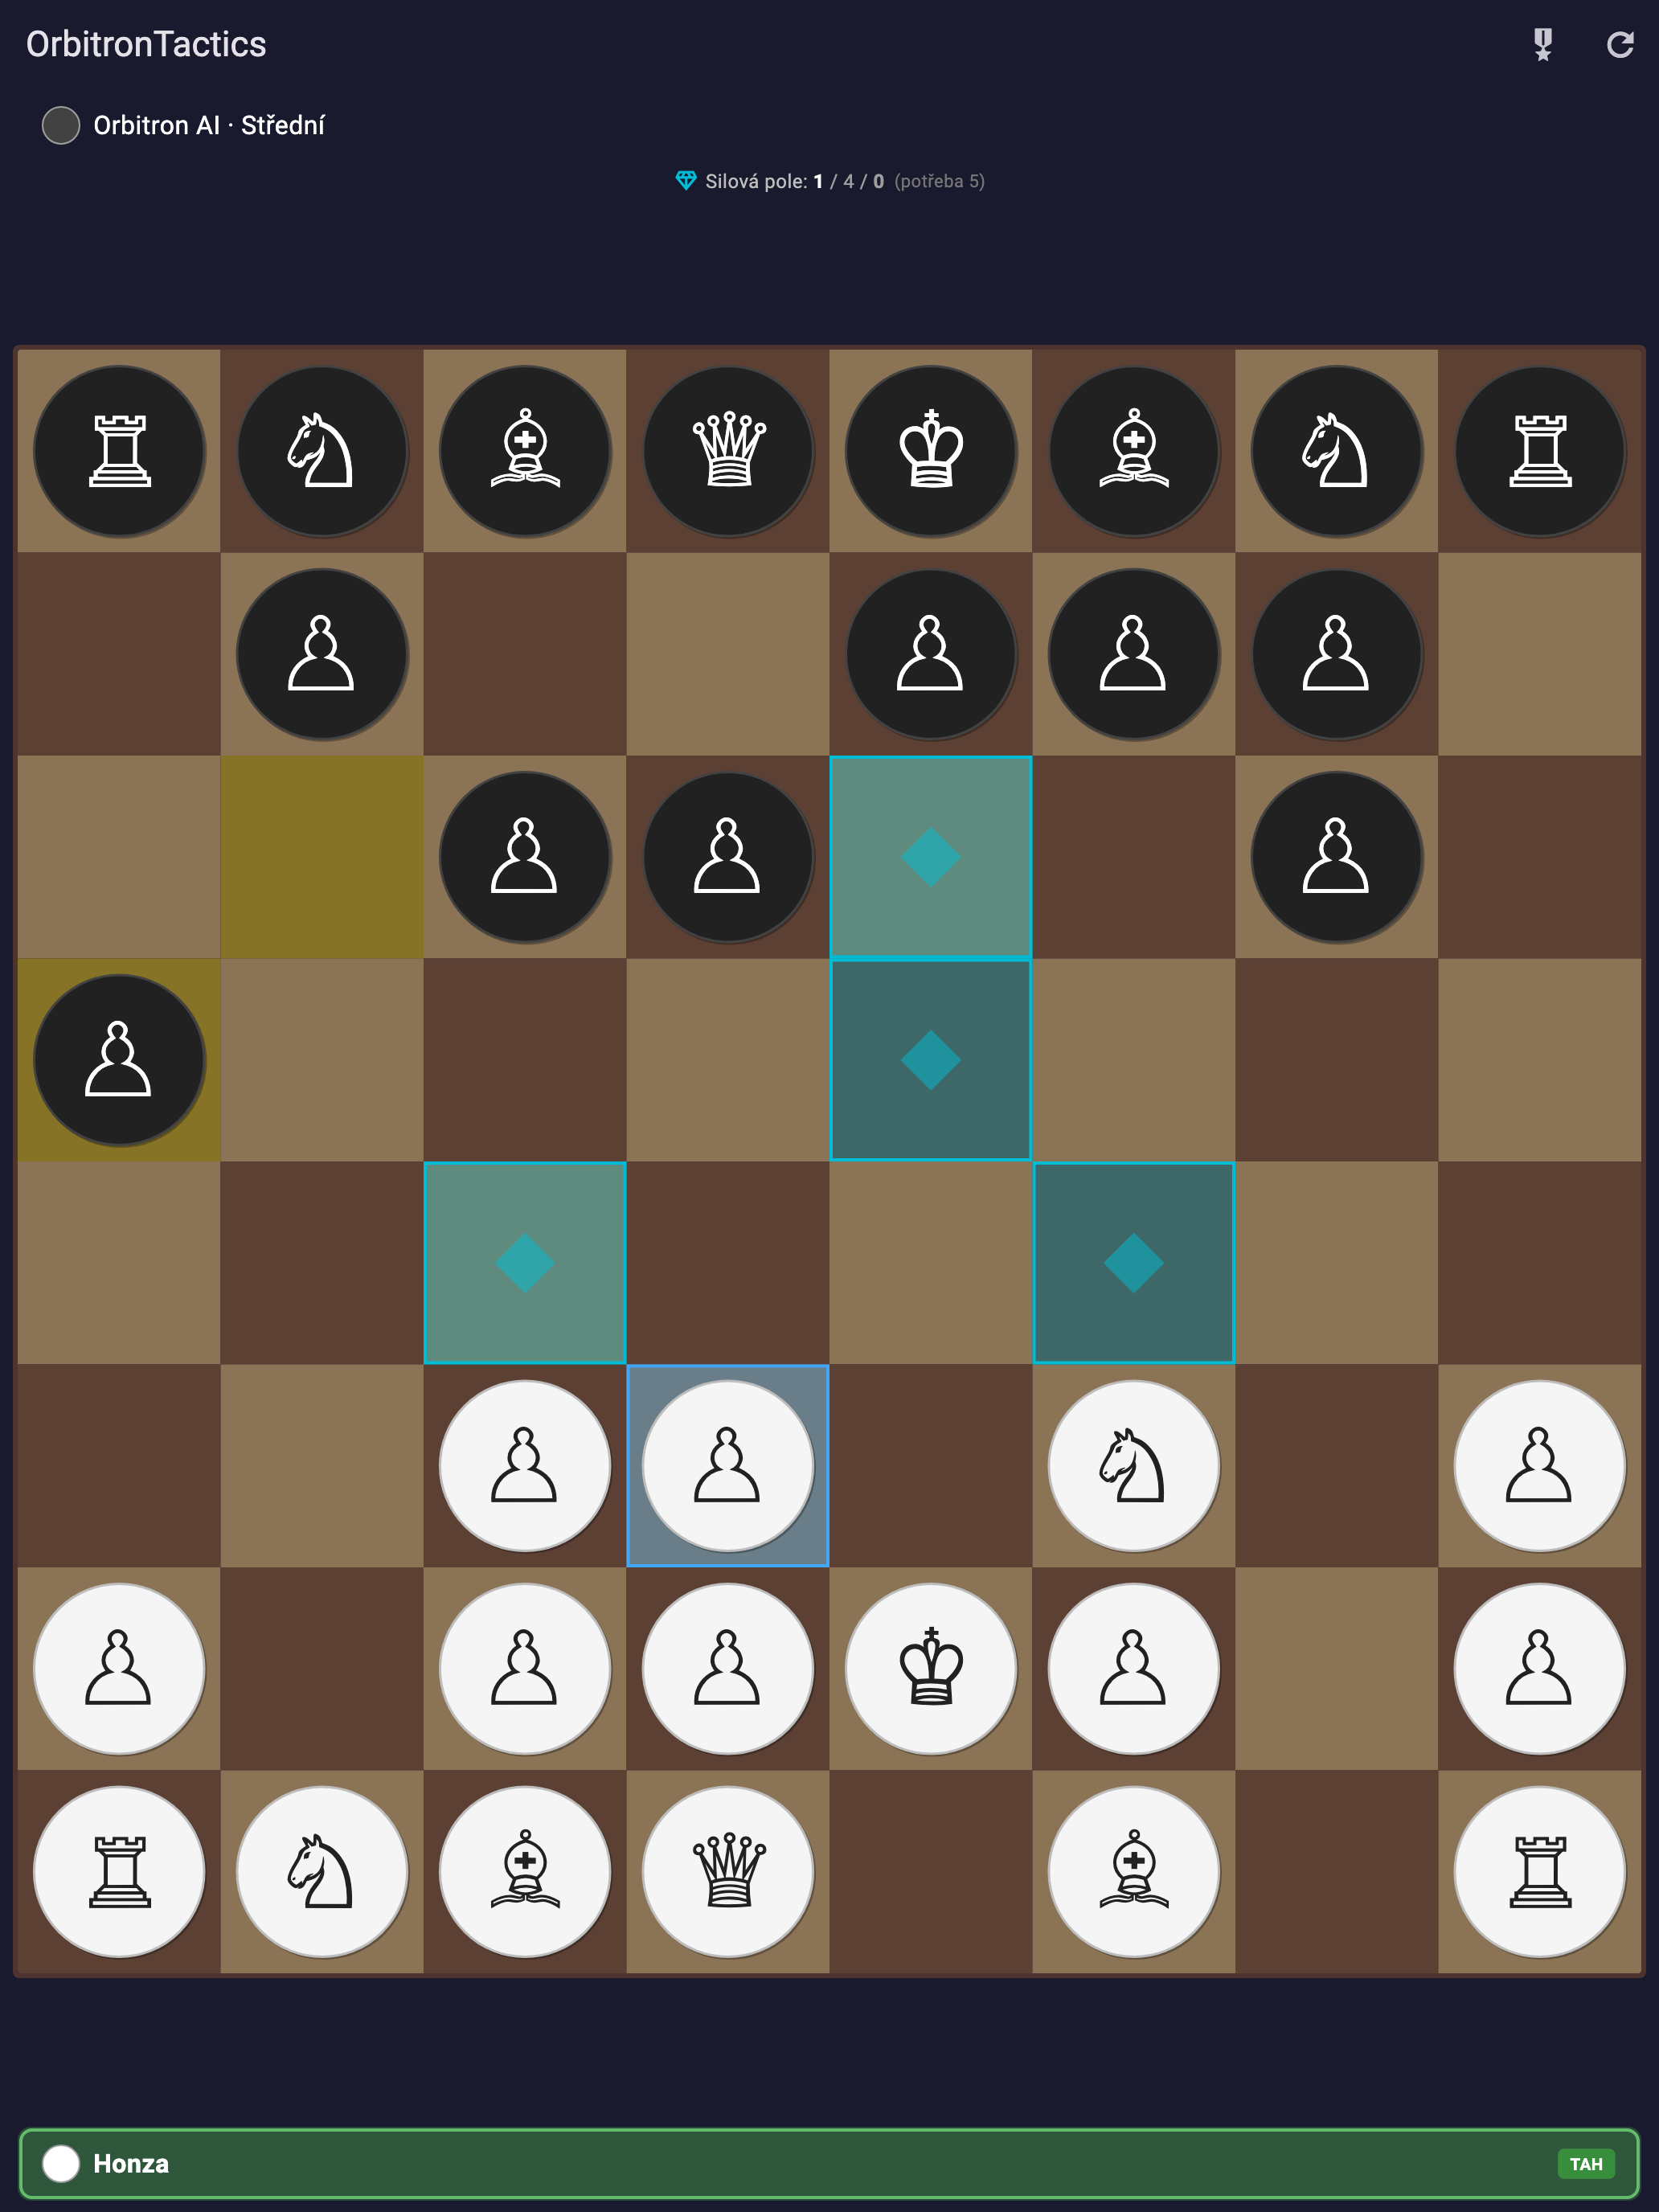 OrbitronTactics
Orbitron AI · Střední
Silová pole: 1 / 4 / 0 (potřeba 5)
Honza
TAH